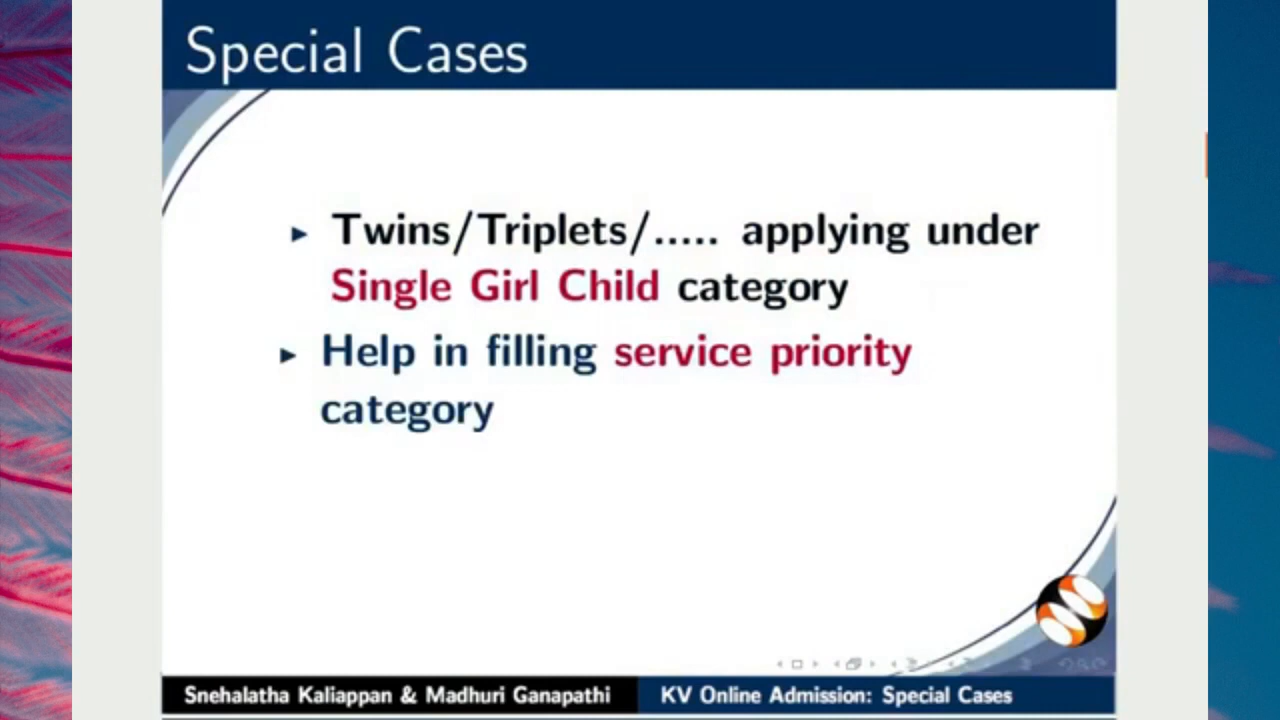 Special Cases
Twins/Triplets/..... applying under
Single Girl Child category
Help in filling service priority
category
Snehalatha Kaliappan & Madhuri Ganapathi
KV Online Admission: Special Cases